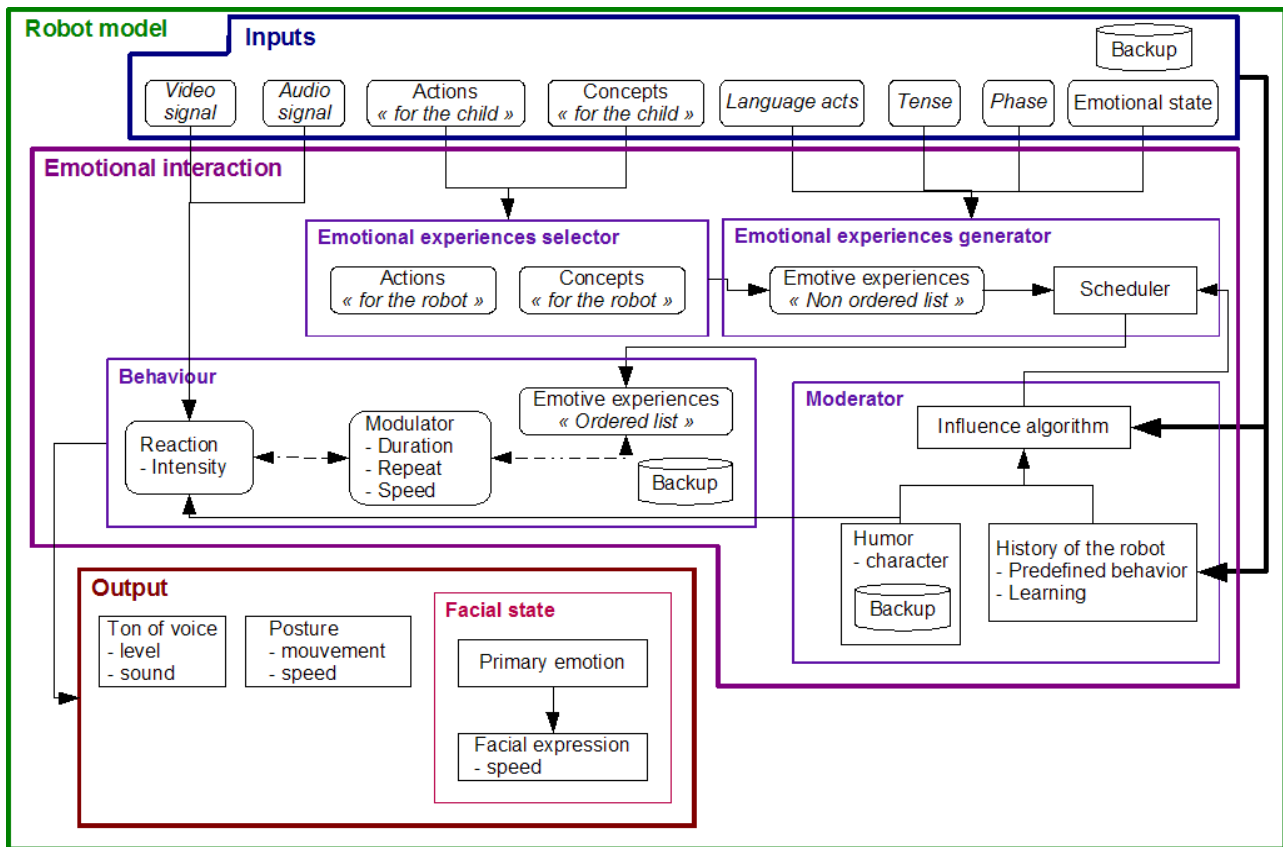 Robot model
Inputs
Backup
Video
signal
Audio
signal
Actions
« for the child »
Concepts
« for the child »
Language acts
Tense
Phase
Emotional state
Emotional interaction
Emotional experiences selector
Actions
« for the robot »
Concepts
« for the robot »
Emotional experiences generator
Emotive experiences
« Non ordered list »
Scheduler
Behaviour
Reaction
- Intensity
Modulator
- Duration
- Repeat
- Speed
Emotive experiences
« Ordered list »
Backup
Moderator
Influence algorithm
Humor
- character
Backup
History of the robot
- Predefined behavior
- Learning
Output
Ton of voice
- level
- sound
Posture
- mouvement
- speed
Facial state
Primary emotion
Facial expression
- speed